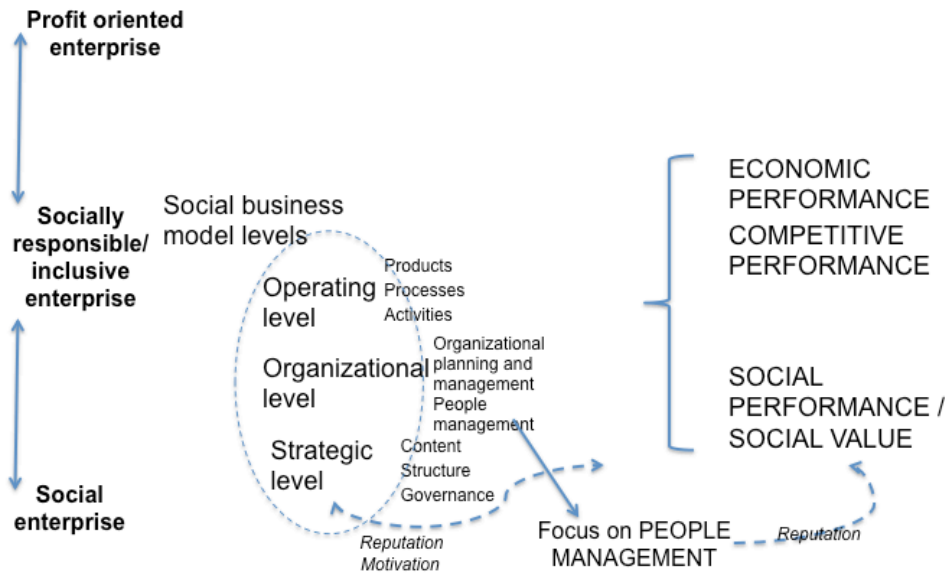 Profit oriented
enterprise
Socially
responsible/
inclusive
enterprise
Social
enterprise
Social business
model levels
Operating
level
Products
Processes
Activities
Organizational
level
Organizational
planning and
management
People
management
Strategic
level
Content
Structure
Governance
Reputation
Motivation
Focus on PEOPLE
MANAGEMENT
Reputation
ECONOMIC
PERFORMANCE
COMPETITIVE
PERFORMANCE
SOCIAL
PERFORMANCE /
SOCIAL VALUE